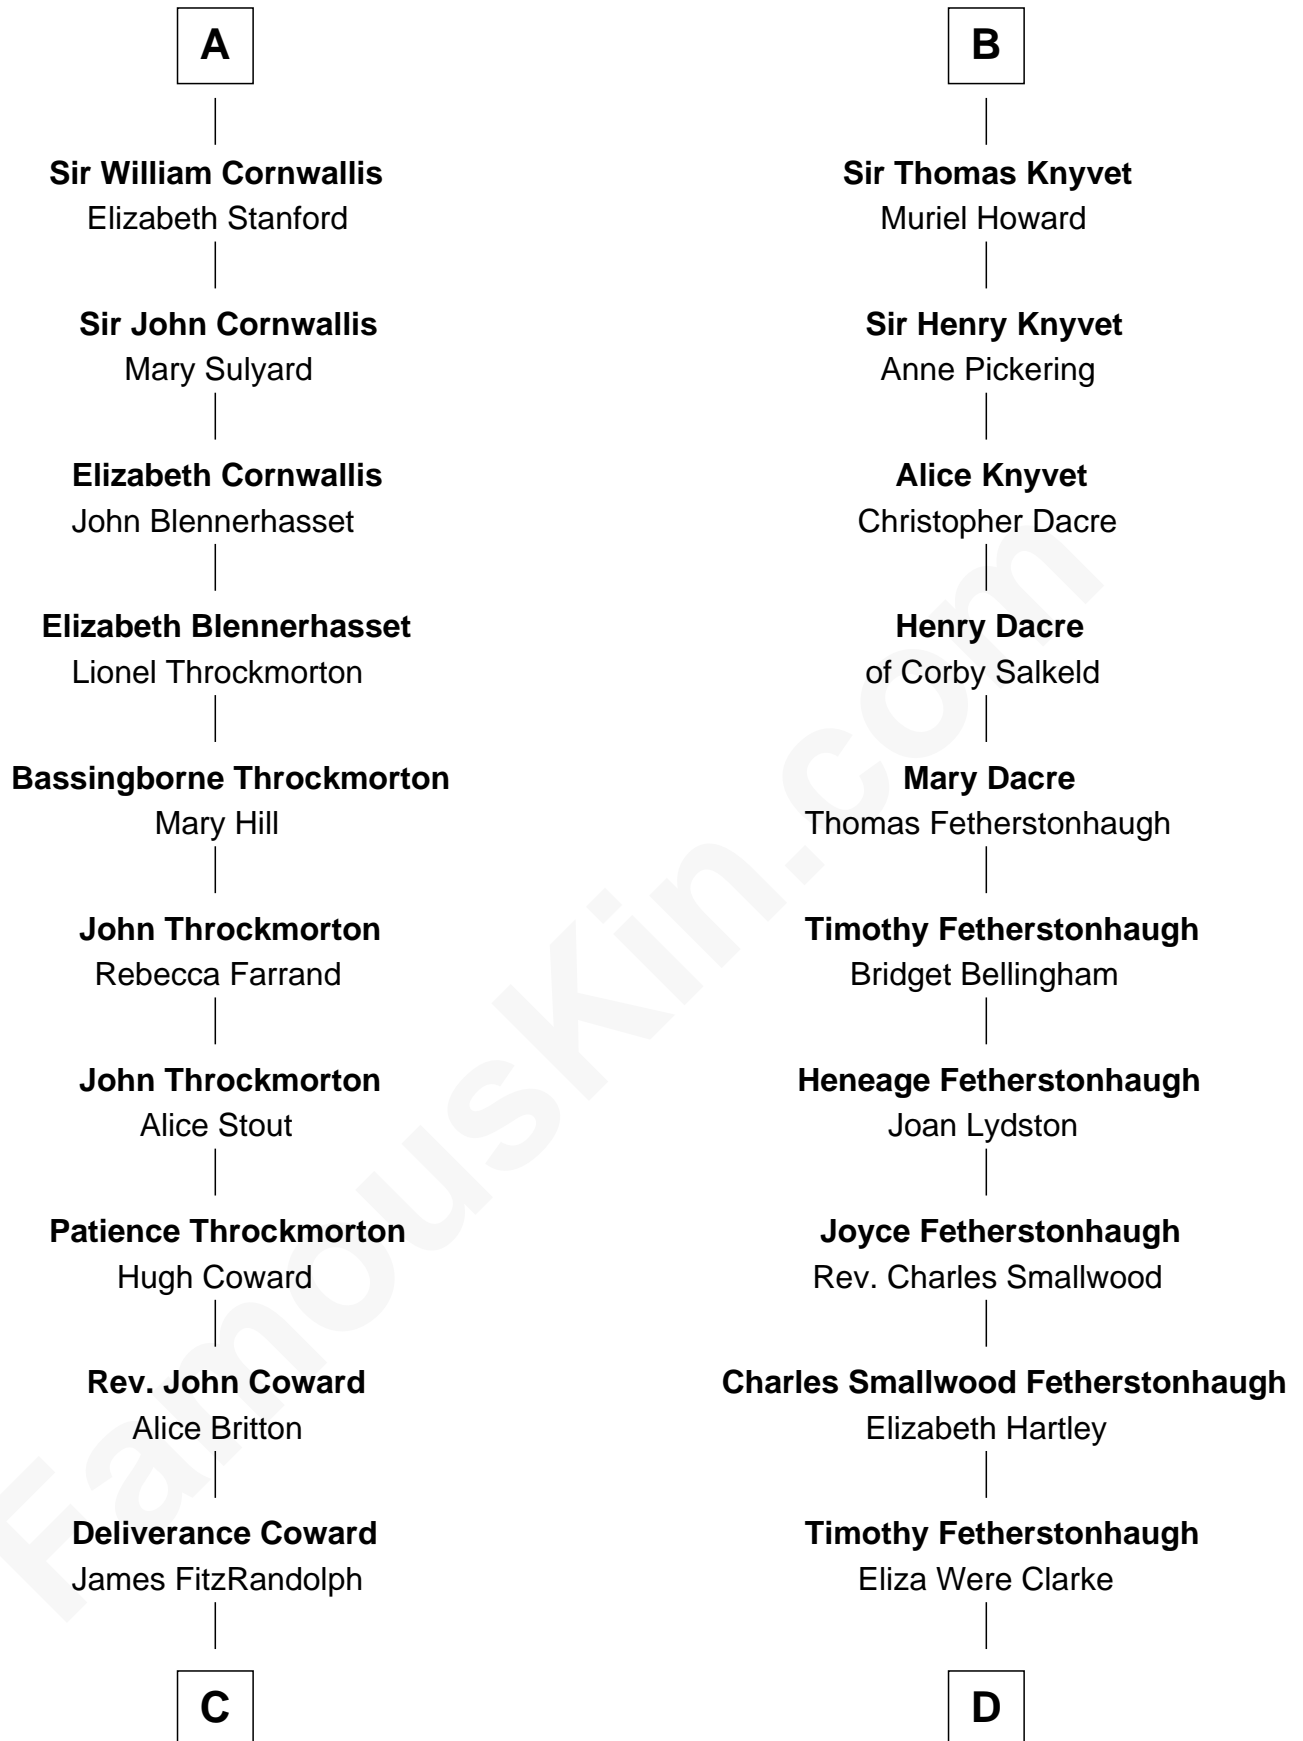 A
Sir William Cornwallis
Elizabeth Stanford
Sir John Cornwallis
Mary Sulyard
Elizabeth Cornwallis
John Blennerhasset
Elizabeth Blennerhasset
Lionel Throckmorton
Bassingborne Throckmorton
Mary Hill
John Throckmorton
Rebecca Farrand
John Throckmorton
Alice Stout
Patience Throckmorton
Hugh Coward
Rev. John Coward
Alice Britton
Deliverance Coward
James FitzRandolph
C
B
Sir Thomas Knyvet
Muriel Howard
Sir Henry Knyvet
Anne Pickering
Alice Knyvet
Christopher Dacre
Henry Dacre
of Corby Salkeld
Mary Dacre
Thomas Fetherstonhaugh
Timothy Fetherstonhaugh
Bridget Bellingham
Heneage Fetherstonhaugh
Joan Lydston
Joyce Fetherstonhaugh
Rev. Charles Smallwood
Charles Smallwood Fetherstonhaugh
Elizabeth Hartley
Timothy Fetherstonhaugh
Eliza Were Clarke
D
FamousKin.com